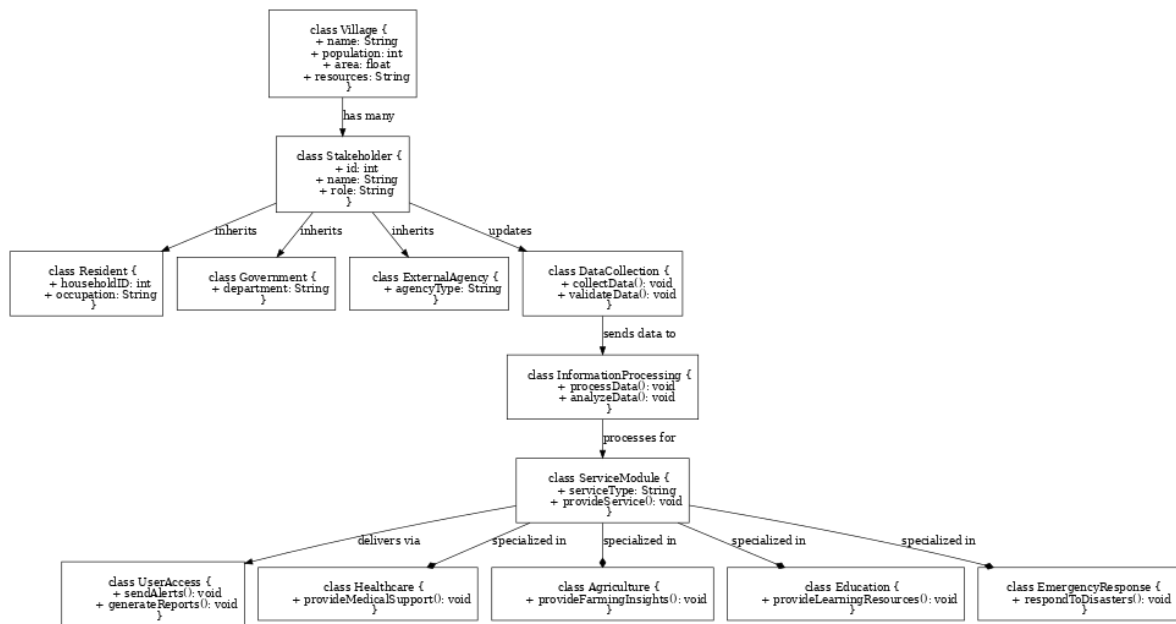 class Village {
+ name: String
+ population: int
+ area: float
+ resources: String
}
has many
class Stakeholder {
+ id: int
+ name: String
+ role: String
}
inherits
inherits
inherits
updates
class Resident {
+ householdID: int
+ occupation: String
}
class Government {
+ department: String
}
class ExternalAgency {
+ agencyType: String
}
class DataCollection {
+ collectData(): void
+ validateData(): void
}
sends data to
class InformationProcessing {
+ processData(): void
+ analyzeData(): void
}
processes for
class ServiceModule {
+ serviceType: String
+ provideService(): void
}
delivers via
specialized in
specialized in
specialized in
specialized in
class UserAccess {
+ sendAlerts(): void
+ generateReports(): void
}
class Healthcare {
+ provideMedicalSupport(): void
}
class Agriculture {
+ provideFarmingInsights(): void
}
class Education {
+ provideLearningResources(): void
}
class EmergencyResponse {
+ respondToDisasters(): void
}